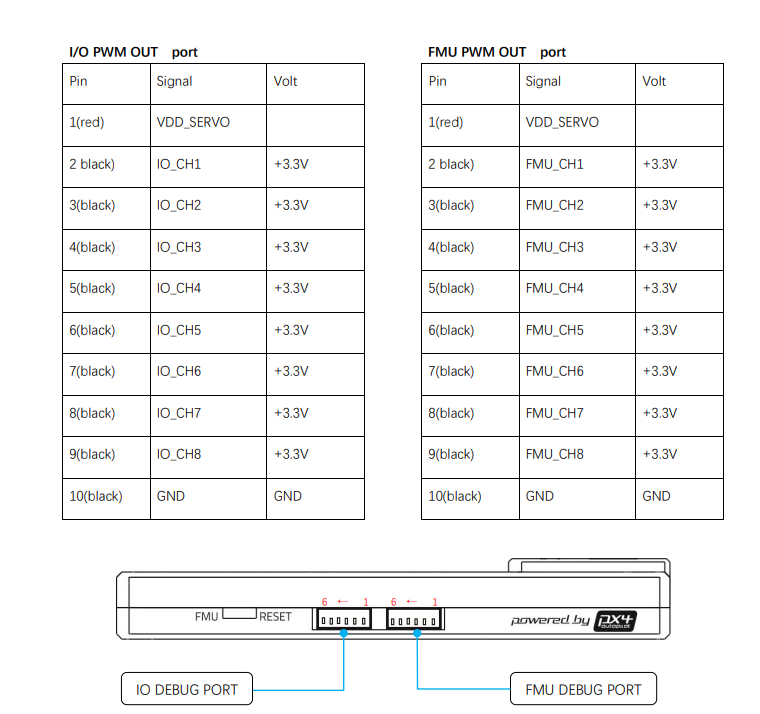 I/O PWM OUT port
Pin Signal Volt
1(red) VDD_SERVO
2 black) IO_CH1 +3.3V
3(black) IO_CH2 +3.3V
4(black) IO_CH3 +3.3V
5(black) IO_CH4 +3.3V
6(black) IO_CH5 +3.3V
7(black) IO_CH6 +3.3V
8(black) IO_CH7 +3.3V
9(black) IO_CH8 +3.3V
10(black) GND GND
FMU PWM OUT port
Pin Signal Volt
1(red) VDD_SERVO
2 black) FMU_CH1 +3.3V
3(black) FMU_CH2 +3.3V
4(black) FMU_CH3 +3.3V
5(black) FMU_CH4 +3.3V
6(black) FMU_CH5 +3.3V
7(black) FMU_CH6 +3.3V
8(black) FMU_CH7 +3.3V
9(black) FMU_CH8 +3.3V
10(black) GND GND
6 ← 1 6 ← 1
FMU RESET
powered by px4
autopilot
IO DEBUG PORT FMU DEBUG PORT